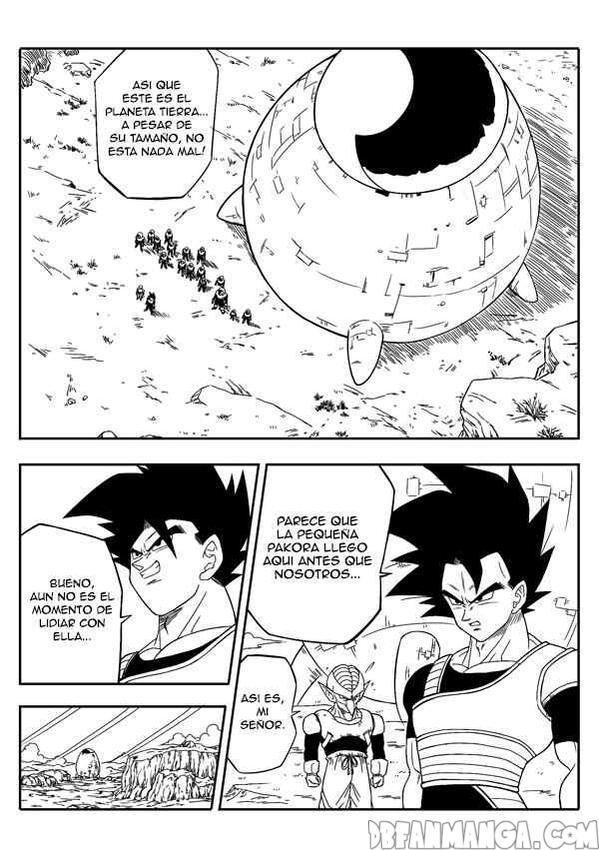 ASI QUE
ESTE ES EL
PLANETA TIERRA...
A PESAR DE
SU TAMAÑO, NO
ESTA NADA MAL!
BUENO,
AUN NO ES EL
MOMENTO DE
LIDIAR CON
ELLA...
PARECE QUE
LA PEQUEÑA
PAKORA LLEGO
AQUI ANTES QUE
NOSOTROS...
ASI ES,
MI
SEÑOR.
DBFANMANGA.COM